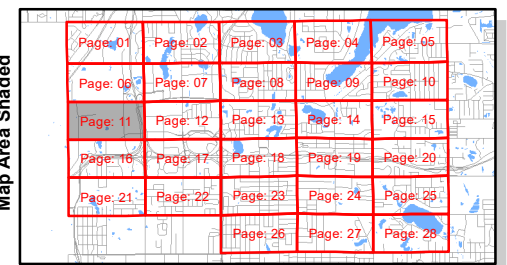 Map Area Shaded
Page: 01 Page: 02 Page: 03 Page: 04 Page: 05
Page: 06 Page: 07 Page: 08 Page: 09 Page: 10
Page: 11 Page: 12 Page: 13 Page: 14 Page: 15
Page: 16 Page: 17 Page: 18 Page: 19 Page: 20
Page: 21 Page: 22 Page: 23 Page: 24 Page: 25
Page: 26 Page: 27 Page: 28